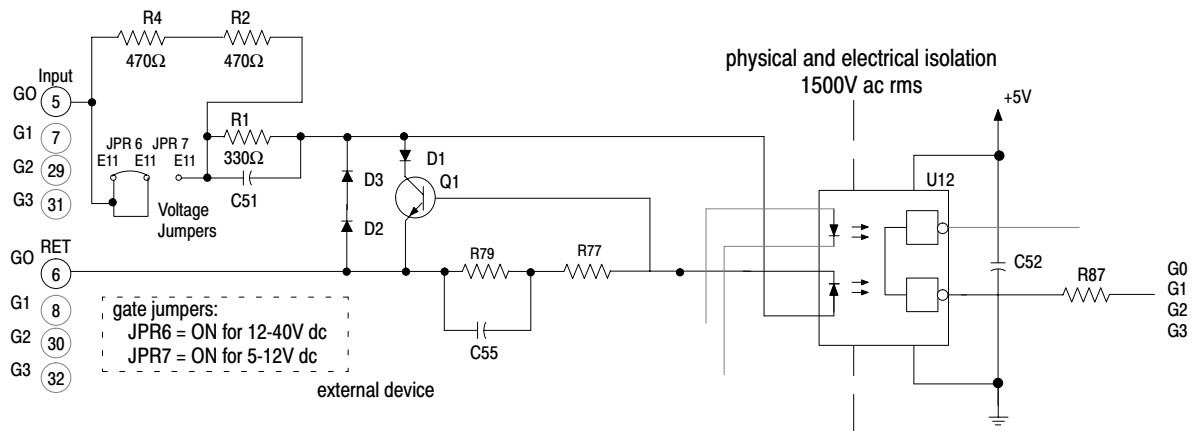 R4
R2
470Ω
470Ω
physical and electrical isolation
1500V ac rms
Input
GO
5
+5V
R1
G1
7
JPR 6
JPR 7
330Ω
D1
E11
E11
E11
G2
29
C51
D3
Q1
U12
G3
31
Voltage
Jumpers
D2
RET
GO
6
R79
R77
C52
R87
G0
G1
G2
G3
G1
8
gate jumpers:
JPR6 = ON for 12-40V dc
JPR7 = ON for 5-12V dc
G2
30
C55
G3
32
external device